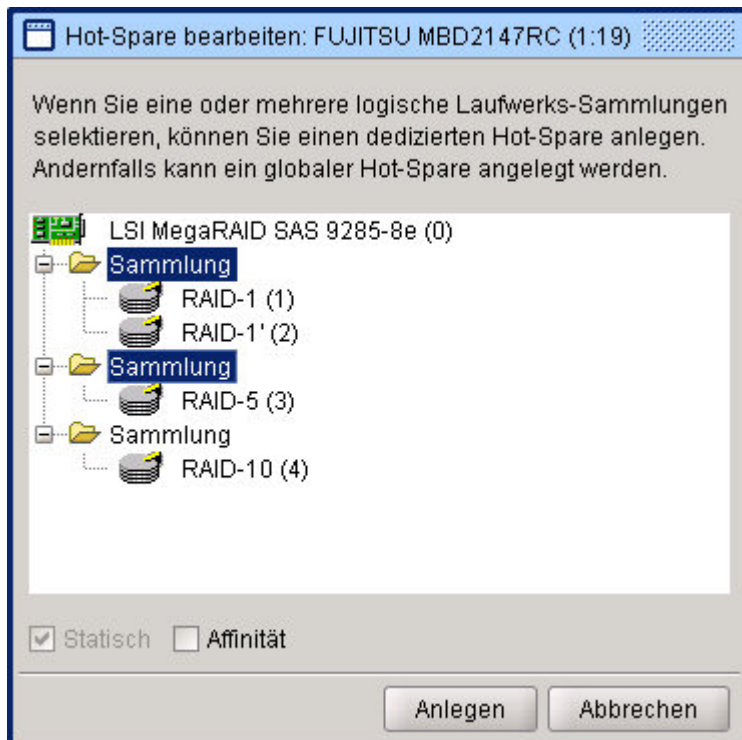 Hot-Spare bearbeiten: FUJITSU MBD2147RC (1:19)
Wenn Sie eine oder mehrere logische Laufwerks-Sammlungen
selektieren, können Sie einen dedizierten Hot-Spare anlegen.
Andernfalls kann ein globaler Hot-Spare angelegt werden.
LSI MegaRAID SAS 9285-8e (0)
Sammlung
RAID-1 (1)
RAID-1' (2)
Sammlung
RAID-5 (3)
Sammlung
RAID-10 (4)
Statisch Affinität
Anlegen Abbrechen